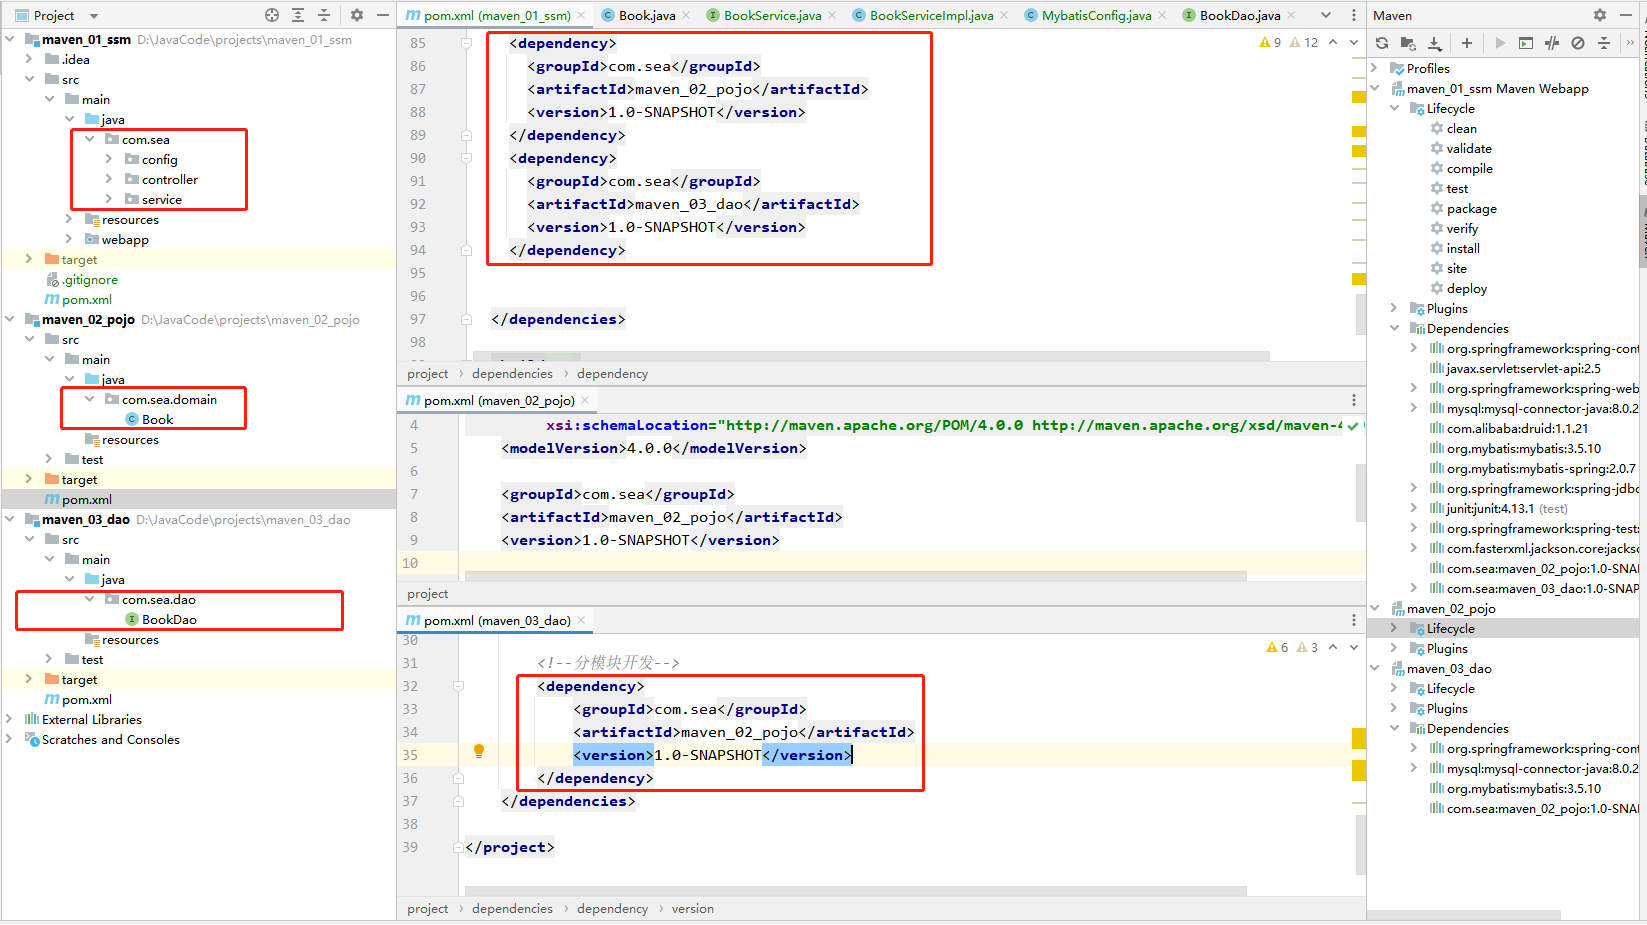 Project
maven_01_ssm D:\JavaCode\projects\maven_01_ssm
.idea
src
main
java
com.sea
config
controller
service
resources
webapp
target
.gitignore
pom.xml
maven_02_pojo D:\JavaCode\projects\maven_02_pojo
src
main
java
com.sea.domain
Book
resources
test
target
pom.xml
maven_03_dao D:\JavaCode\projects\maven_03_dao
src
main
java
com.sea.dao
BookDao
resources
test
target
pom.xml
External Libraries
Scratches and Consoles
pom.xml (maven_01_ssm) Book.java BookService.java BookServiceImpl.java MybatisConfig.java BookDao.java
9 12
85 <dependency>
86 <groupId>com.sea</groupId>
87 <artifactId>maven_02_pojo</artifactId>
88 <version>1.0-SNAPSHOT</version>
89 </dependency>
90 <dependency>
91 <groupId>com.sea</groupId>
92 <artifactId>maven_03_dao</artifactId>
93 <version>1.0-SNAPSHOT</version>
94 </dependency>
95
96
97 </dependencies>
98
project dependencies dependency
pom.xml (maven_02_pojo)
4 xsi:schemaLocation="http://maven.apache.org/POM/4.0.0 http://maven.apache.org/xsd/maven-4
5 <modelVersion>4.0.0</modelVersion>
6
7 <groupId>com.sea</groupId>
8 <artifactId>maven_02_pojo</artifactId>
9 <version>1.0-SNAPSHOT</version>
10
project
pom.xml (maven_03_dao)
6 3
30
31 <!--分模块开发-->
32 <dependency>
33 <groupId>com.sea</groupId>
34 <artifactId>maven_02_pojo</artifactId>
35 <version>1.0-SNAPSHOT</version>
36 </dependency>
37 </dependencies>
38
39 </project>
project dependencies dependency version
Maven
Profiles
maven_01_ssm Maven Webapp
Lifecycle
clean
validate
compile
test
package
verify
install
site
deploy
Plugins
Dependencies
org.springframework:spring-cont
javax.servlet:servlet-api:2.5
org.springframework:spring-web
mysql:mysql-connector-java:8.0.2
com.alibaba:druid:1.1.21
org.mybatis:mybatis:3.5.10
org.mybatis:mybatis-spring:2.0.7
org.springframework:spring-jdbc
junit:junit:4.13.1 (test)
org.springframework:spring-test:
com.fasterxml.jackson.core:jackso
com.sea:maven_02_pojo:1.0-SNAP
com.sea:maven_03_dao:1.0-SNAP
maven_02_pojo
Lifecycle
Plugins
maven_03_dao
Lifecycle
Plugins
Dependencies
org.springframework:spring-cont
mysql:mysql-connector-java:8.0.2
org.mybatis:mybatis:3.5.10
com.sea:maven_02_pojo:1.0-SNAP